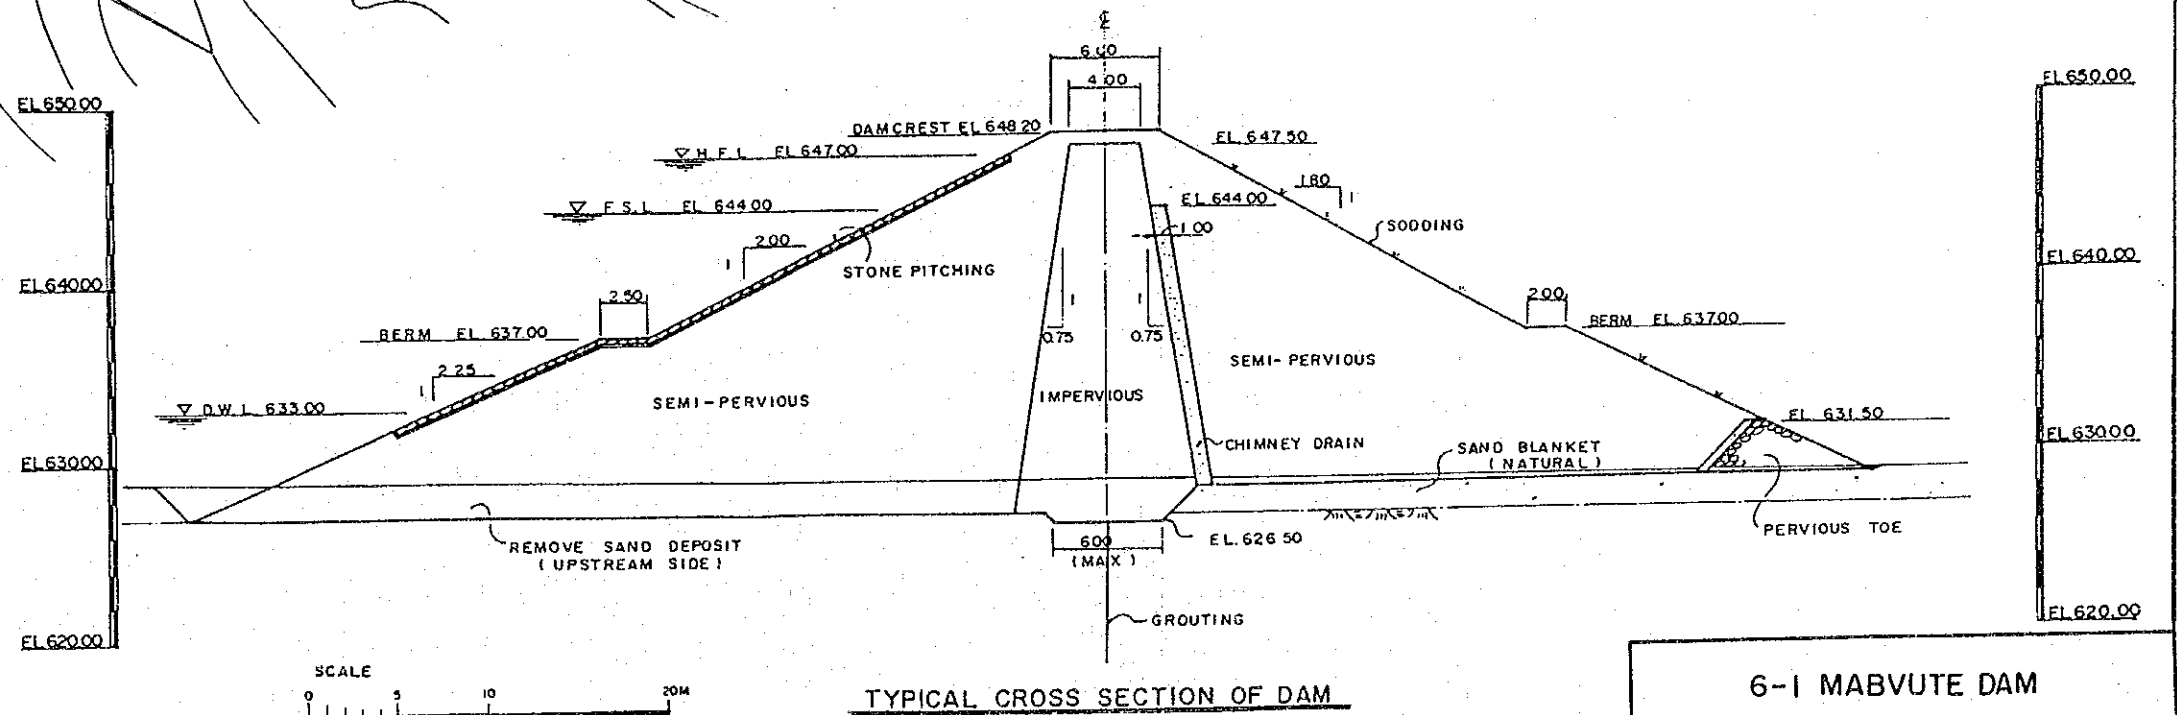 ℄
6.00
4.00
EL.650.00
EL.650.00
DAMCREST EL 648.20
EL.647.50
H.F.L. EL 647.00
1.80
1
EL 644.00
F.S.L. EL 644.00
SODDING
1.00
2.00
1
STONE PITCHING
EL.640.00
EL.640.00
2.50
2.00
1
1
BERM EL.637.00
BERM EL.637.00
0.75
0.75
SEMI-PERVIOUS
2.25
1
SEMI-PERVIOUS
IMPERVIOUS
D.W.L. 633.00
EL 631.50
CHIMNEY DRAIN
SAND BLANKET
(NATURAL)
EL.630.00
EL.630.00
PERVIOUS TOE
REMOVE SAND DEPOSIT
(UPSTREAM SIDE)
6.00
(MAX)
EL.626.50
GROUTING
EL.620.00
EL.620.00
SCALE
0 5 10 20M
TYPICAL CROSS SECTION OF DAM
6-1 MABVUTE DAM